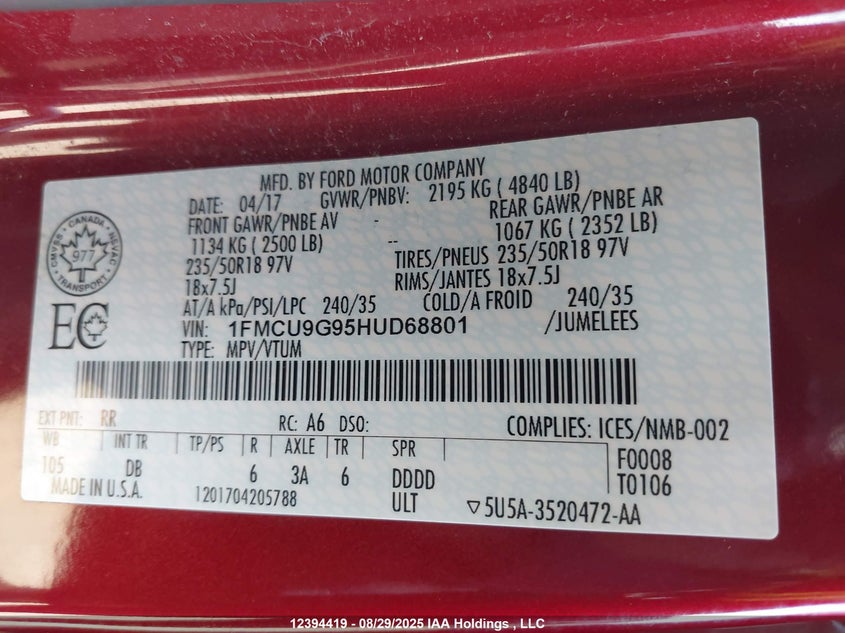 MFD. BY FORD MOTOR COMPANY
DATE: 04/17 GVWR/PNBV: 2195 KG ( 4840 LB)
FRONT GAWR/PNBE AV - REAR GAWR/PNBE AR
1134 KG ( 2500 LB) -- 1067 KG ( 2352 LB)
235/50R18 97V TIRES/PNEUS 235/50R18 97V
18x7.5J RIMS/JANTES 18x7.5J
AT/A kPa/PSI/LPC 240/35 COLD/A FROID 240/35
VIN: 1FMCU9G95HUD68801 /JUMELEES
TYPE: MPV/VTUM
CMVSS · CANADA · NSVAC
977
TRANSPORT
EC
EXT PNT: RR RC: A6 DSO: COMPLIES: ICES/NMB-002
WB INT TR TP/PS R AXLE TR SPR F0008
105 DB 6 3A 6 DDDD T0106
MADE IN U.S.A. 1201704205788 ULT ▽5U5A-3520472-AA
12394419 - 08/29/2025 IAA Holdings , LLC